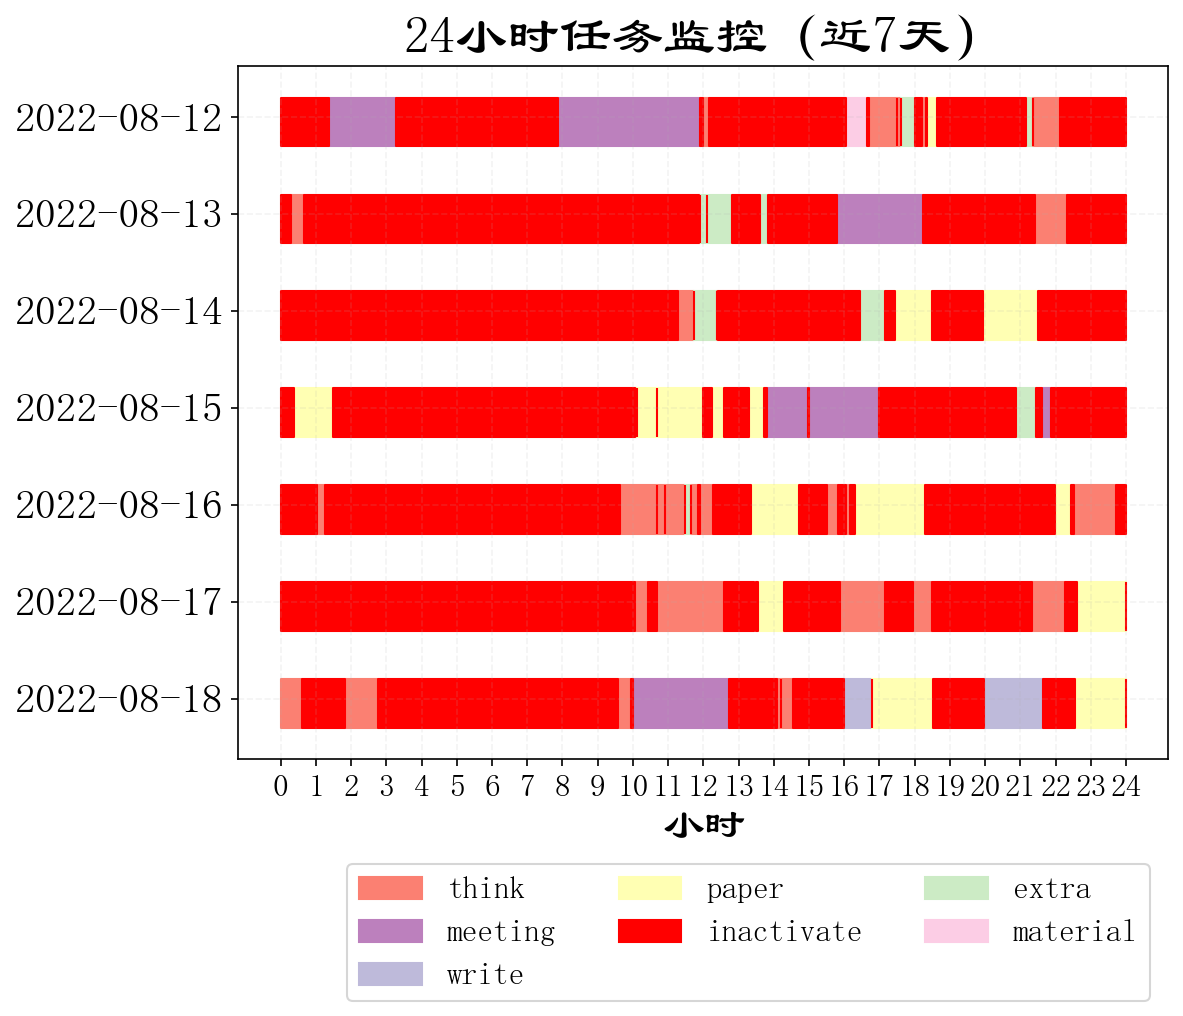 24小时任务监控 (近7天)
2022-08-12
2022-08-13
2022-08-14
2022-08-15
2022-08-16
2022-08-17
2022-08-18
0 1 2 3 4 5 6 7 8 9 10 11 12 13 14 15 16 17 18 19 20 21 22 23 24
小时
think paper extra
meeting inactivate material
write